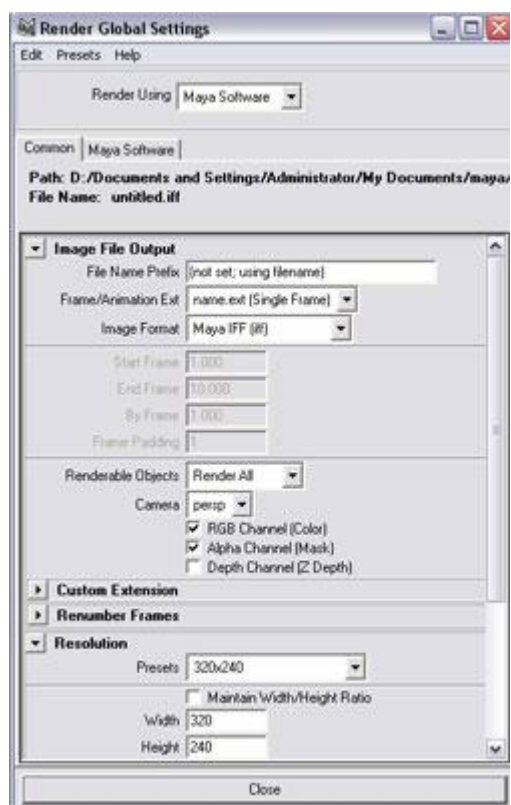 Render Global Settings
Edit Presets Help
Render Using Maya Software
Common Maya Software
Path: D:/Documents and Settings/Administrator/My Documents/maya/
File Name: untitled.iff
Image File Output
File Name Prefix (not set; using filename)
Frame/Animation Ext name.ext (Single Frame)
Image Format Maya IFF (iff)
Start Frame 1.000
End Frame 10.000
By Frame 1.000
Frame Padding 1
Renderable Objects Render All
Camera persp
RGB Channel (Color)
Alpha Channel (Mask)
Depth Channel (Z Depth)
Custom Extension
Renumber Frames
Resolution
Presets 320x240
Maintain Width/Height Ratio
Width 320
Height 240
Close